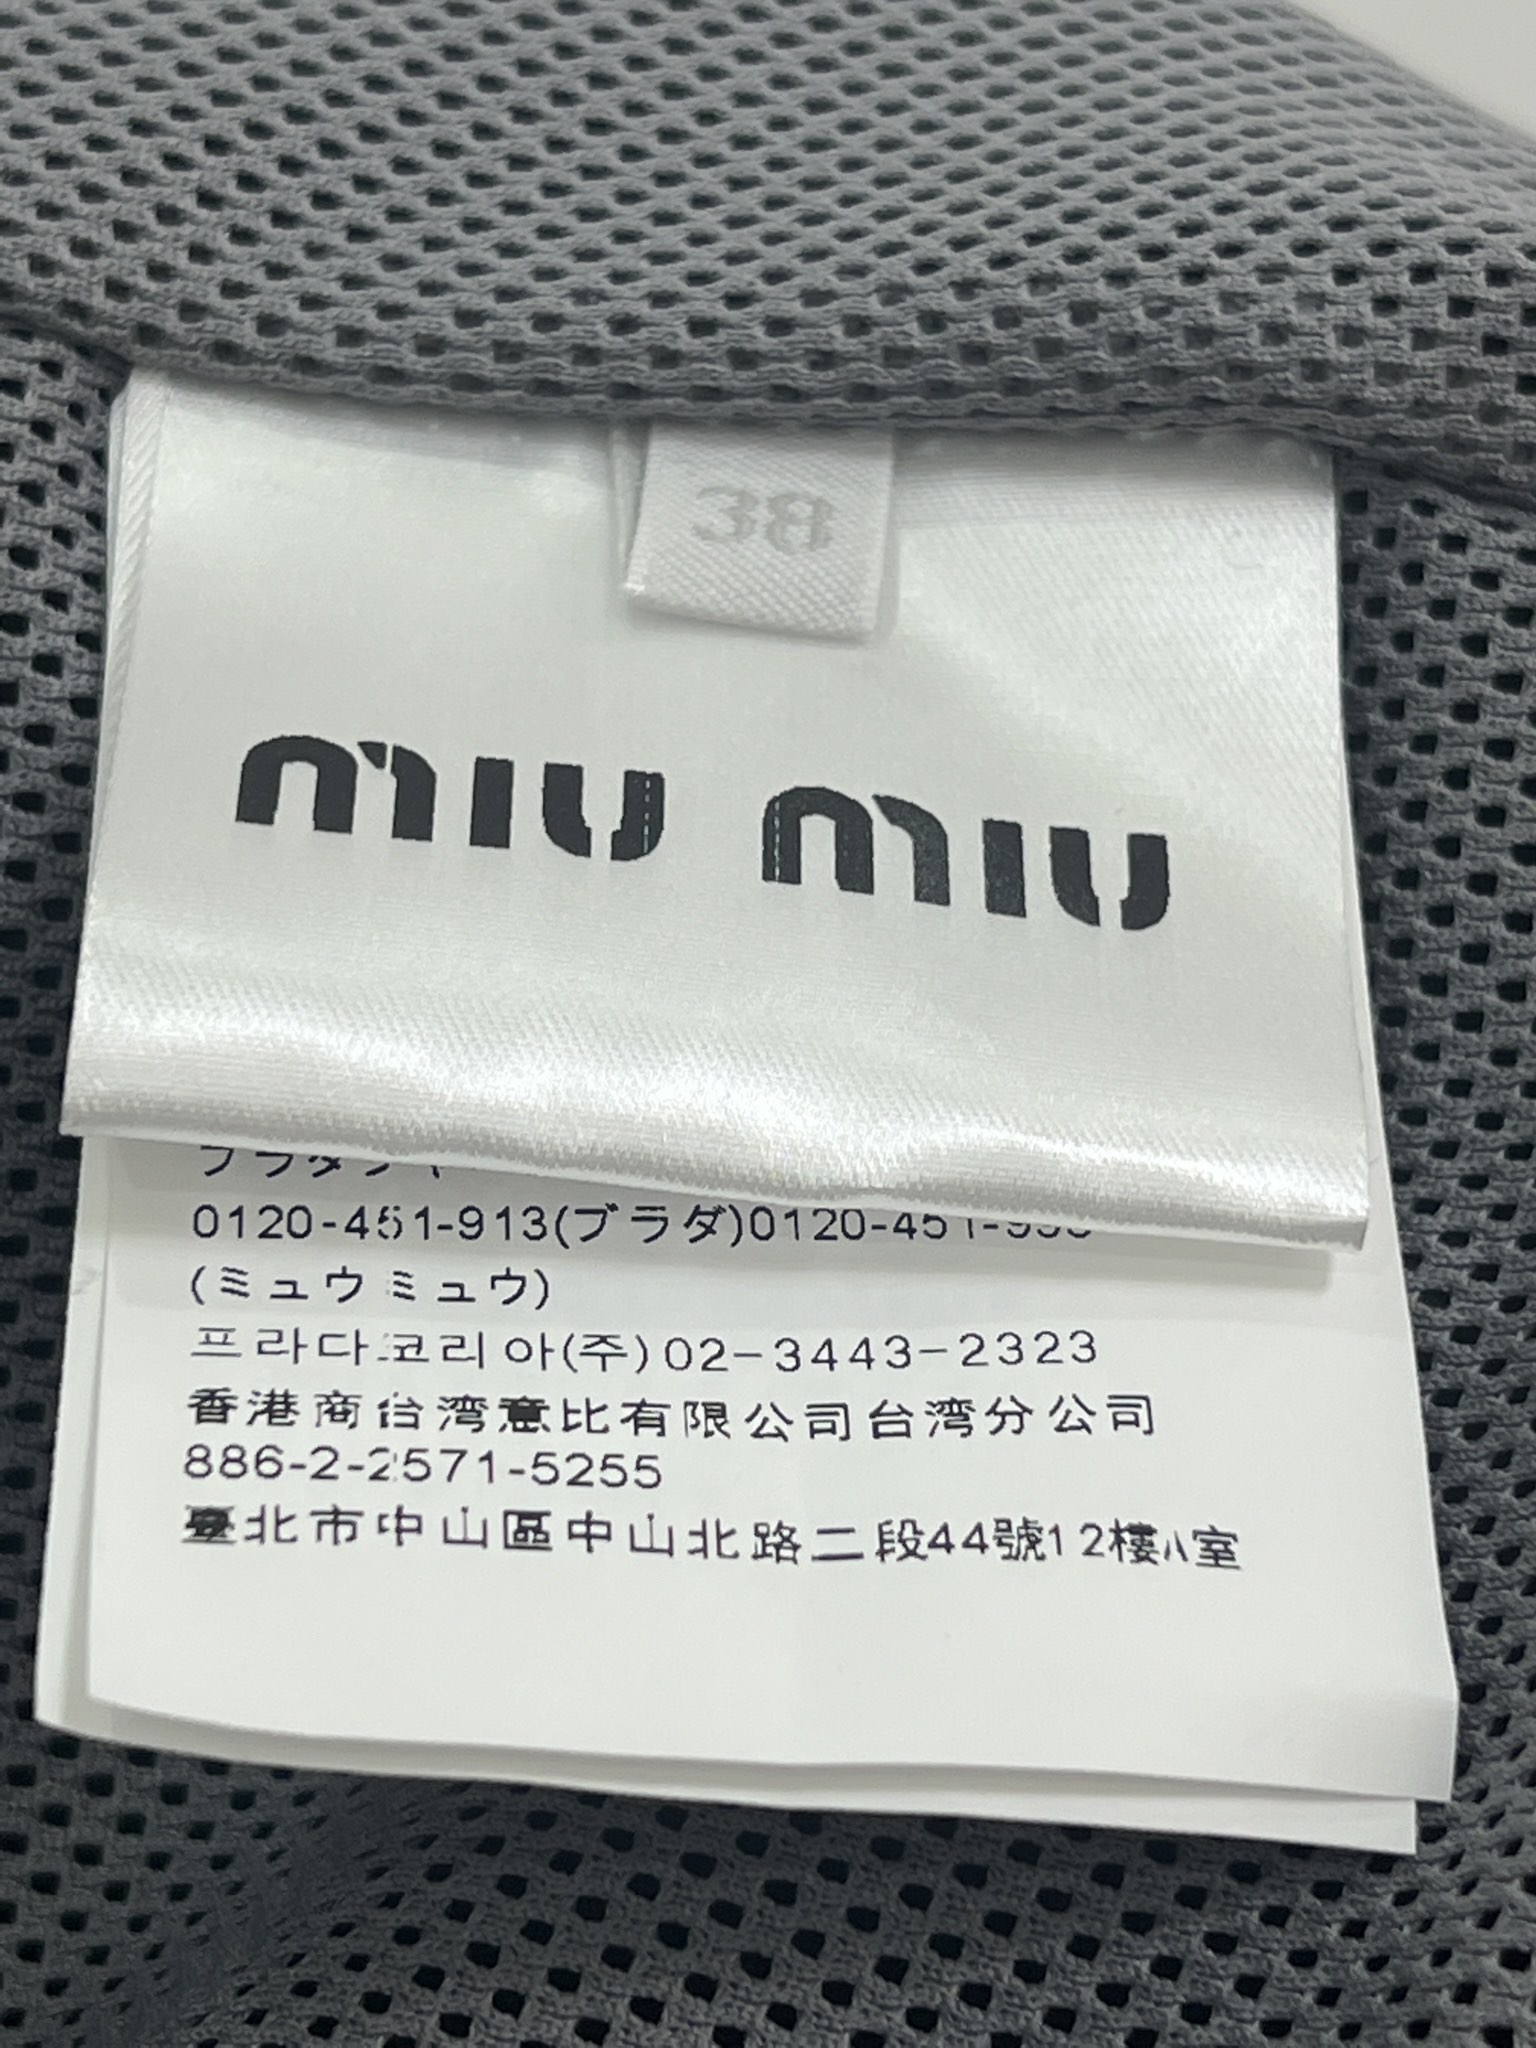 38
miu miu
0120-451-913(プラダ)0120-451-
(ミュウミュウ)
프라다코리아(주)02-3443-2323
香港商台湾意比有限公司台湾分公司
886-2-2571-5255
臺北市中山區中山北路二段44號12樓A室